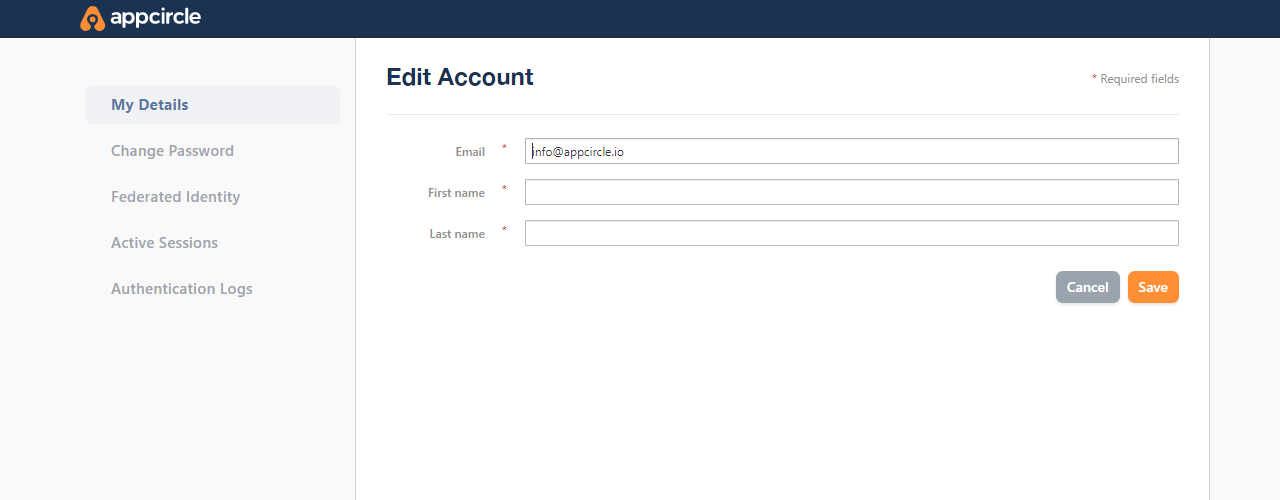 appcircle
My Details
Change Password
Federated Identity
Active Sessions
Authentication Logs
Edit Account
* Required fields
Email * info@appcircle.io
First name *
Last name *
Cancel Save